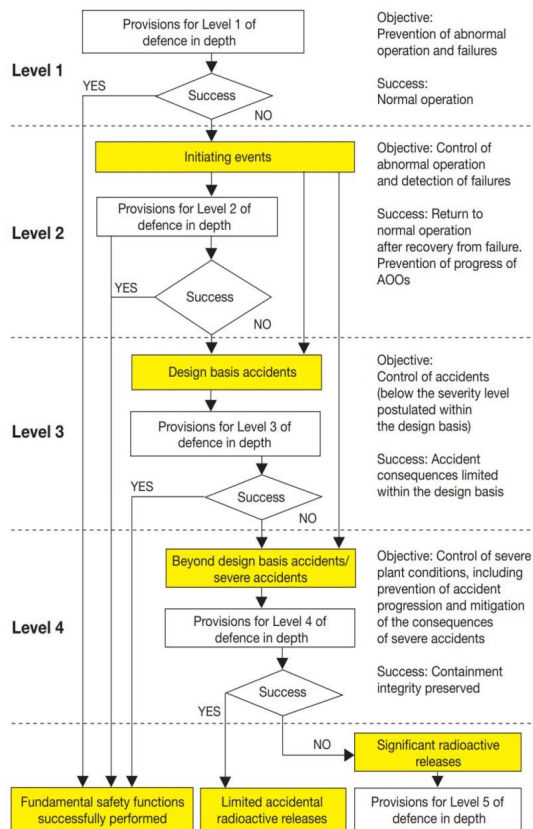 Provisions for Level 1 of
defence in depth
Objective:
Prevention of abnormal
operation and failures
Level 1
YES
Success
Success:
Normal operation
NO
Initiating events
Objective: Control of
abnormal operation
and detection of failures
Provisions for Level 2 of
defence in depth
Level 2
Success: Return to
normal operation
after recovery from failure.
Prevention of progress of
AOOs
YES
Success
NO
Design basis accidents
Objective:
Control of accidents
(below the severity level
postulated within
the design basis)
Provisions for Level 3 of
defence in depth
Level 3
Success: Accident
consequences limited
within the design basis
YES
Success
NO
Beyond design basis accidents/
severe accidents
Objective: Control of severe
plant conditions, including
prevention of accident
progression and mitigation
of the consequences
of severe accidents
Provisions for Level 4 of
defence in depth
Level 4
Success: Containment
integrity preserved
Success
YES
NO
Significant radioactive
releases
Fundamental safety functions
successfully performed
Limited accidental
radioactive releases
Provisions for Level 5 of
defence in depth